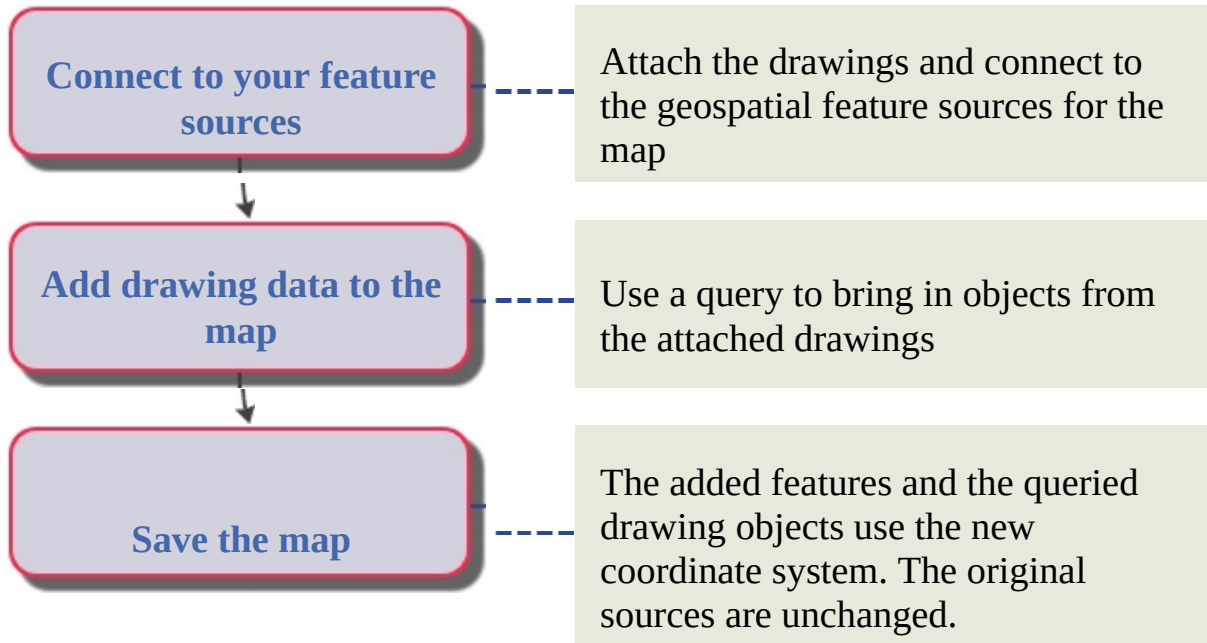 Connect to your feature
sources
Attach the drawings and connect to
the geospatial feature sources for the
map
Add drawing data to the
map
Use a query to bring in objects from
the attached drawings
Save the map
The added features and the queried
drawing objects use the new
coordinate system. The original
sources are unchanged.